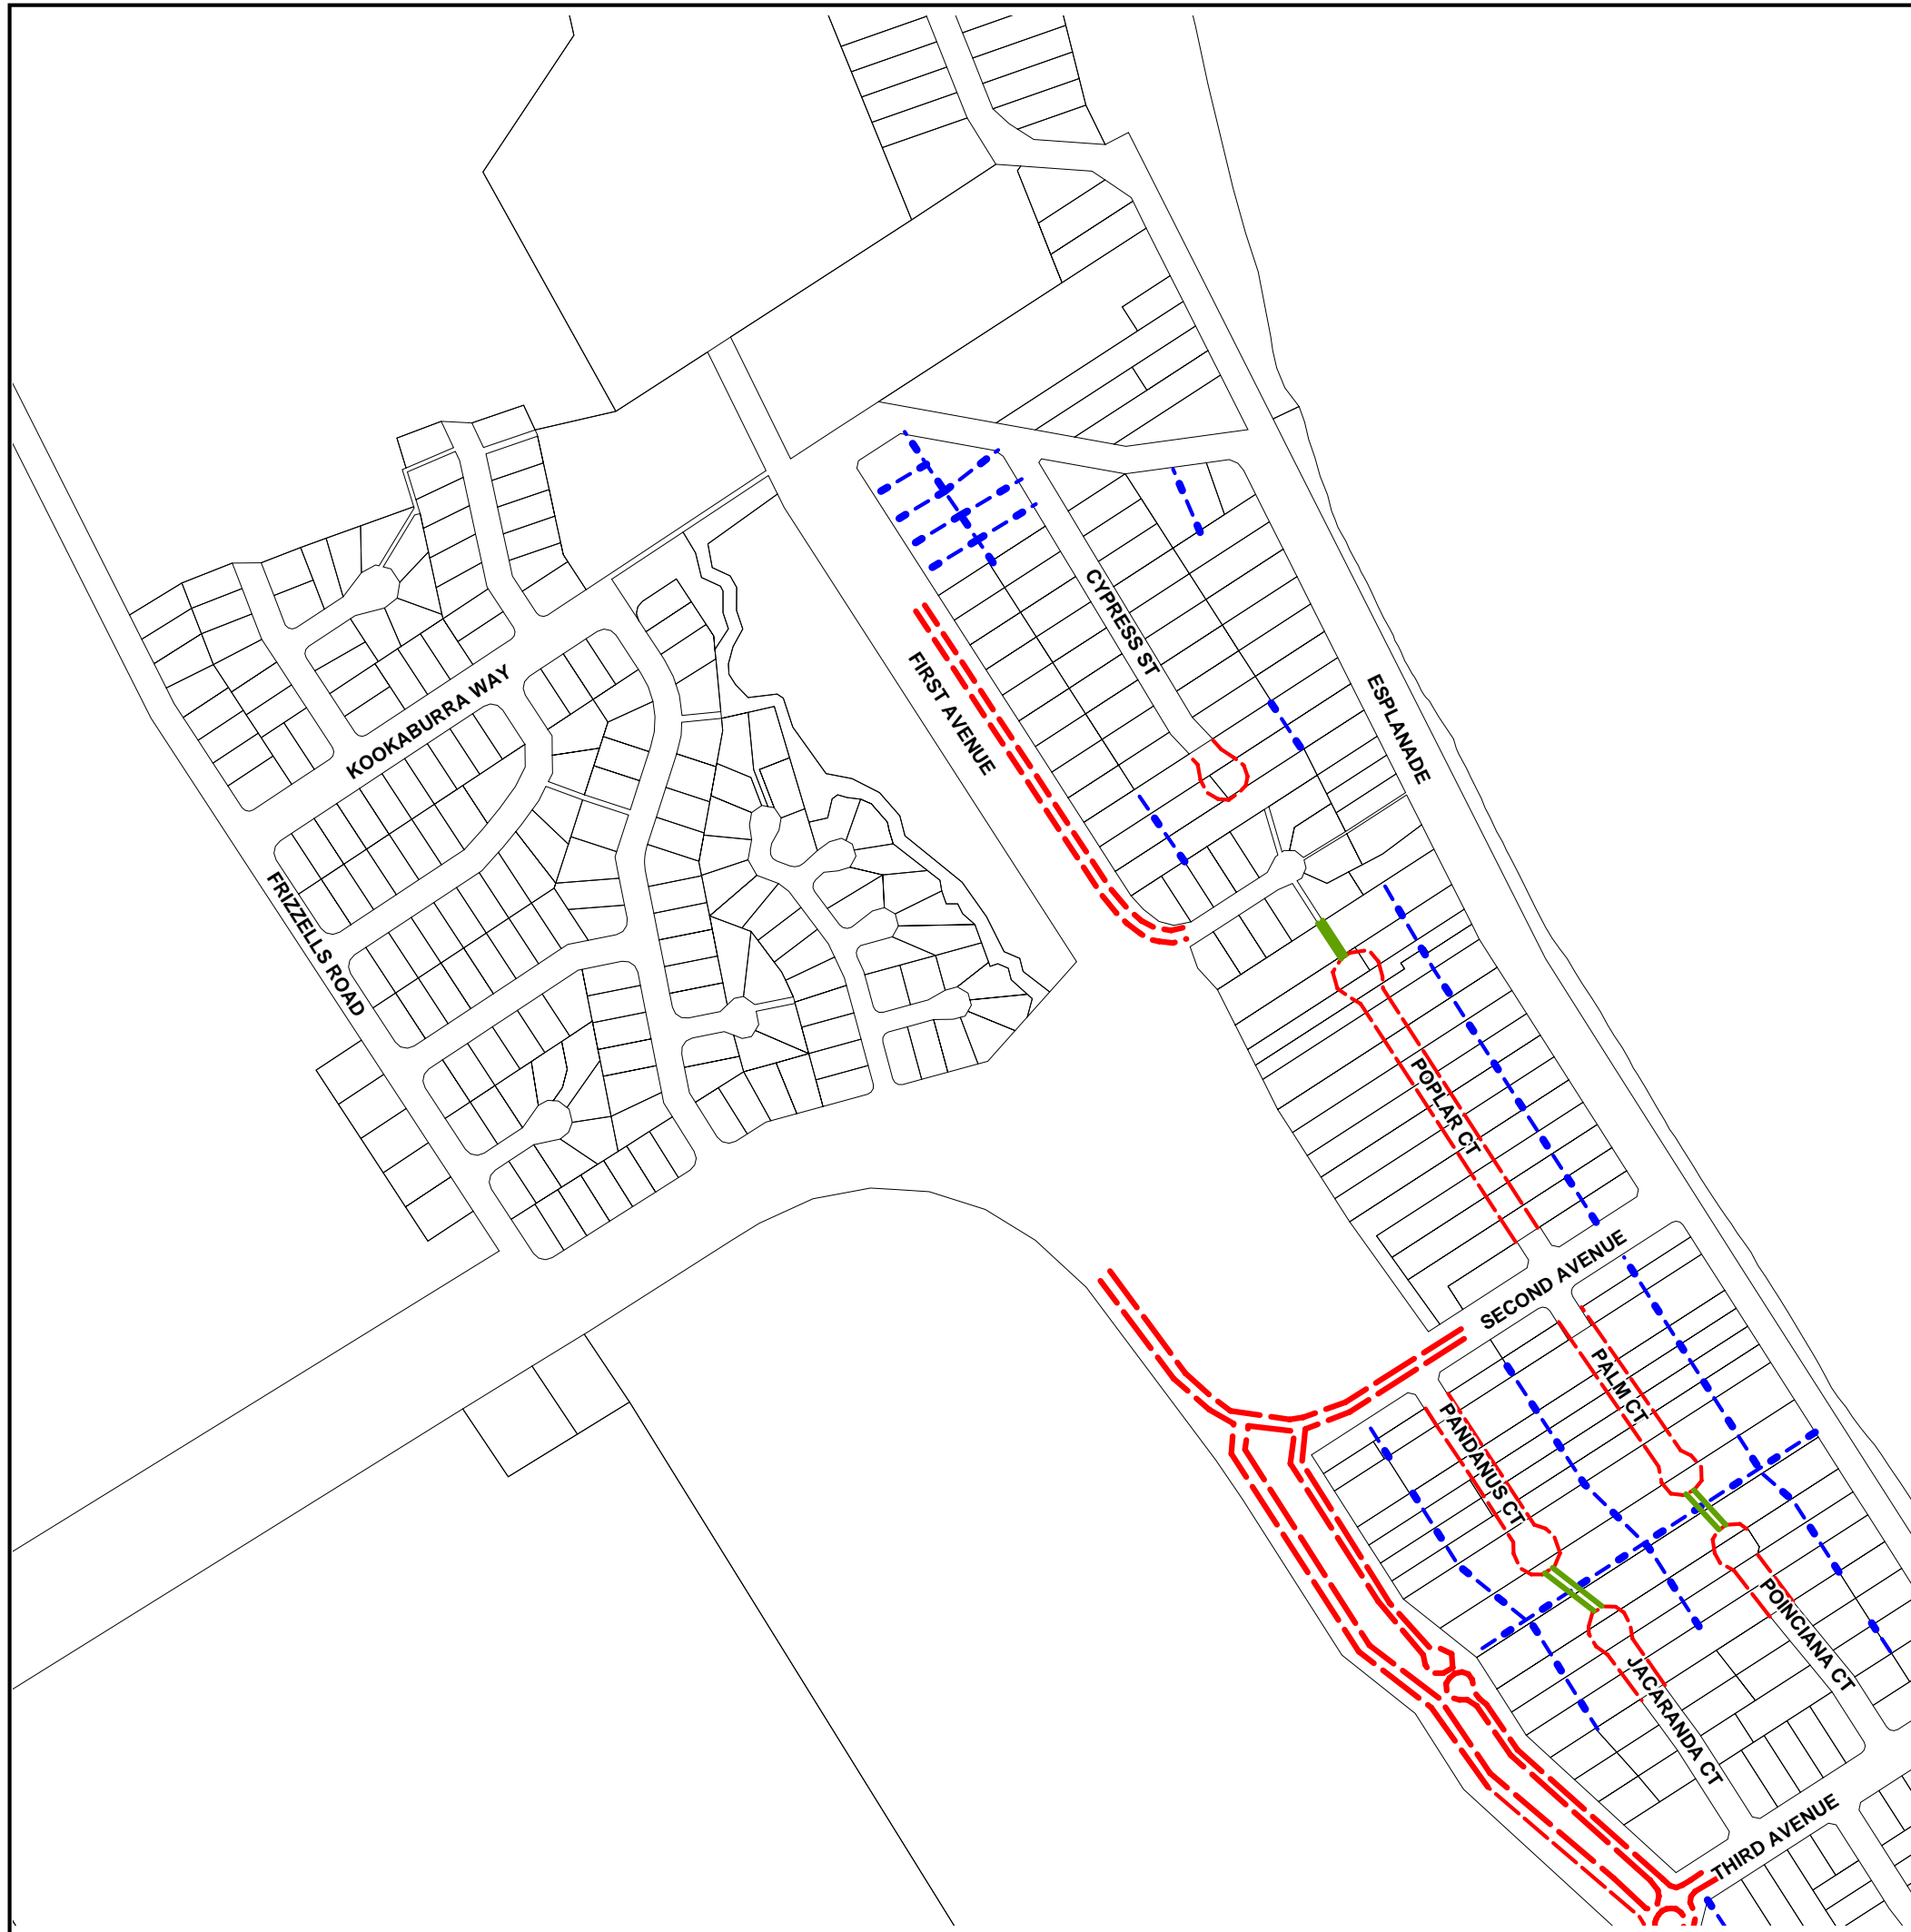 CYPRESS ST
FIRST AVENUE
ESPLANADE
KOOKABURRA WAY
FRIZZELLS ROAD
POPLAR CT
SECOND AVENUE
PALM CT
PANDANUS CT
POINCIANA CT
JACARANDA CT
THIRD AVENUE